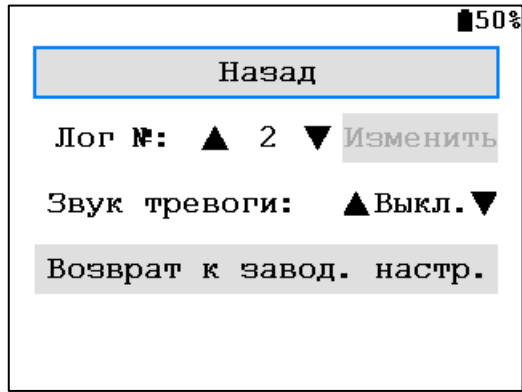 50%
Назад
Лог №: ▲ 2 ▼ Изменить
Звук тревоги: ▲Выкл.▼
Возврат к завод. настр.